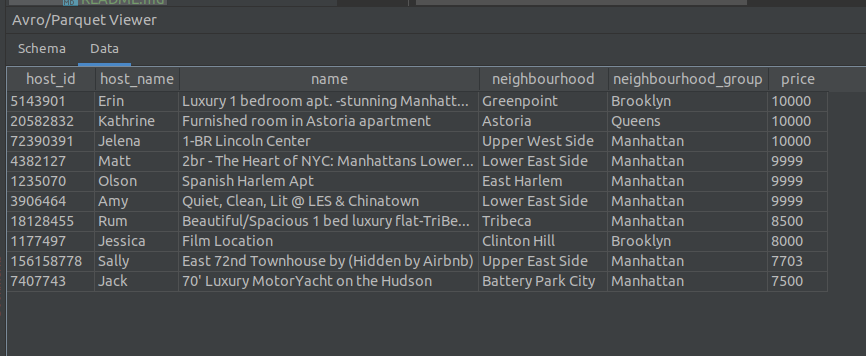 README.md
Avro/Parquet Viewer
Schema Data
host_id host_name name neighbourhood neighbourhood_group price
5143901 Erin Luxury 1 bedroom apt. -stunning Manhatt... Greenpoint Brooklyn 10000
20582832 Kathrine Furnished room in Astoria apartment Astoria Queens 10000
72390391 Jelena 1-BR Lincoln Center Upper West Side Manhattan 10000
4382127 Matt 2br - The Heart of NYC: Manhattans Lower... Lower East Side Manhattan 9999
1235070 Olson Spanish Harlem Apt East Harlem Manhattan 9999
3906464 Amy Quiet, Clean, Lit @ LES & Chinatown Lower East Side Manhattan 9999
18128455 Rum Beautiful/Spacious 1 bed luxury flat-TriBe... Tribeca Manhattan 8500
1177497 Jessica Film Location Clinton Hill Brooklyn 8000
156158778 Sally East 72nd Townhouse by (Hidden by Airbnb) Upper East Side Manhattan 7703
7407743 Jack 70' Luxury MotorYacht on the Hudson Battery Park City Manhattan 7500